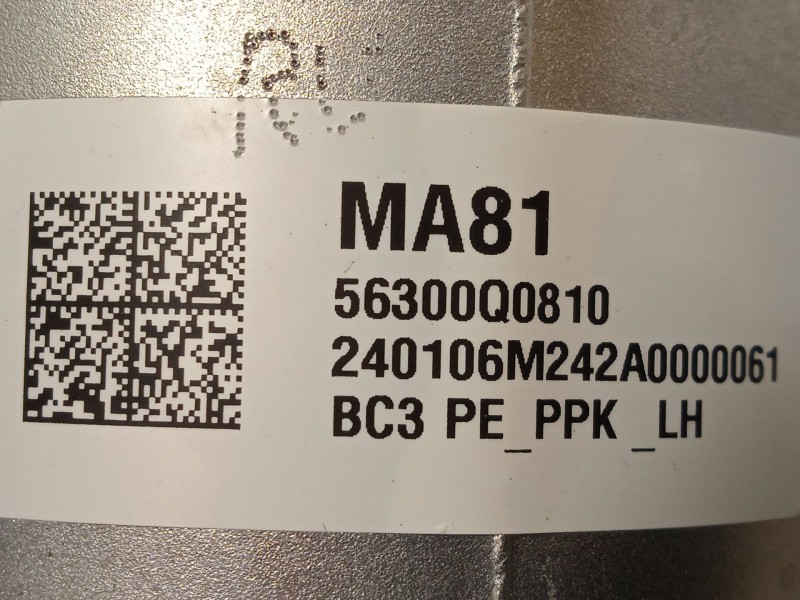 MA81
56300Q0810
240106M242A0000061
BC3 PE_PPK _LH